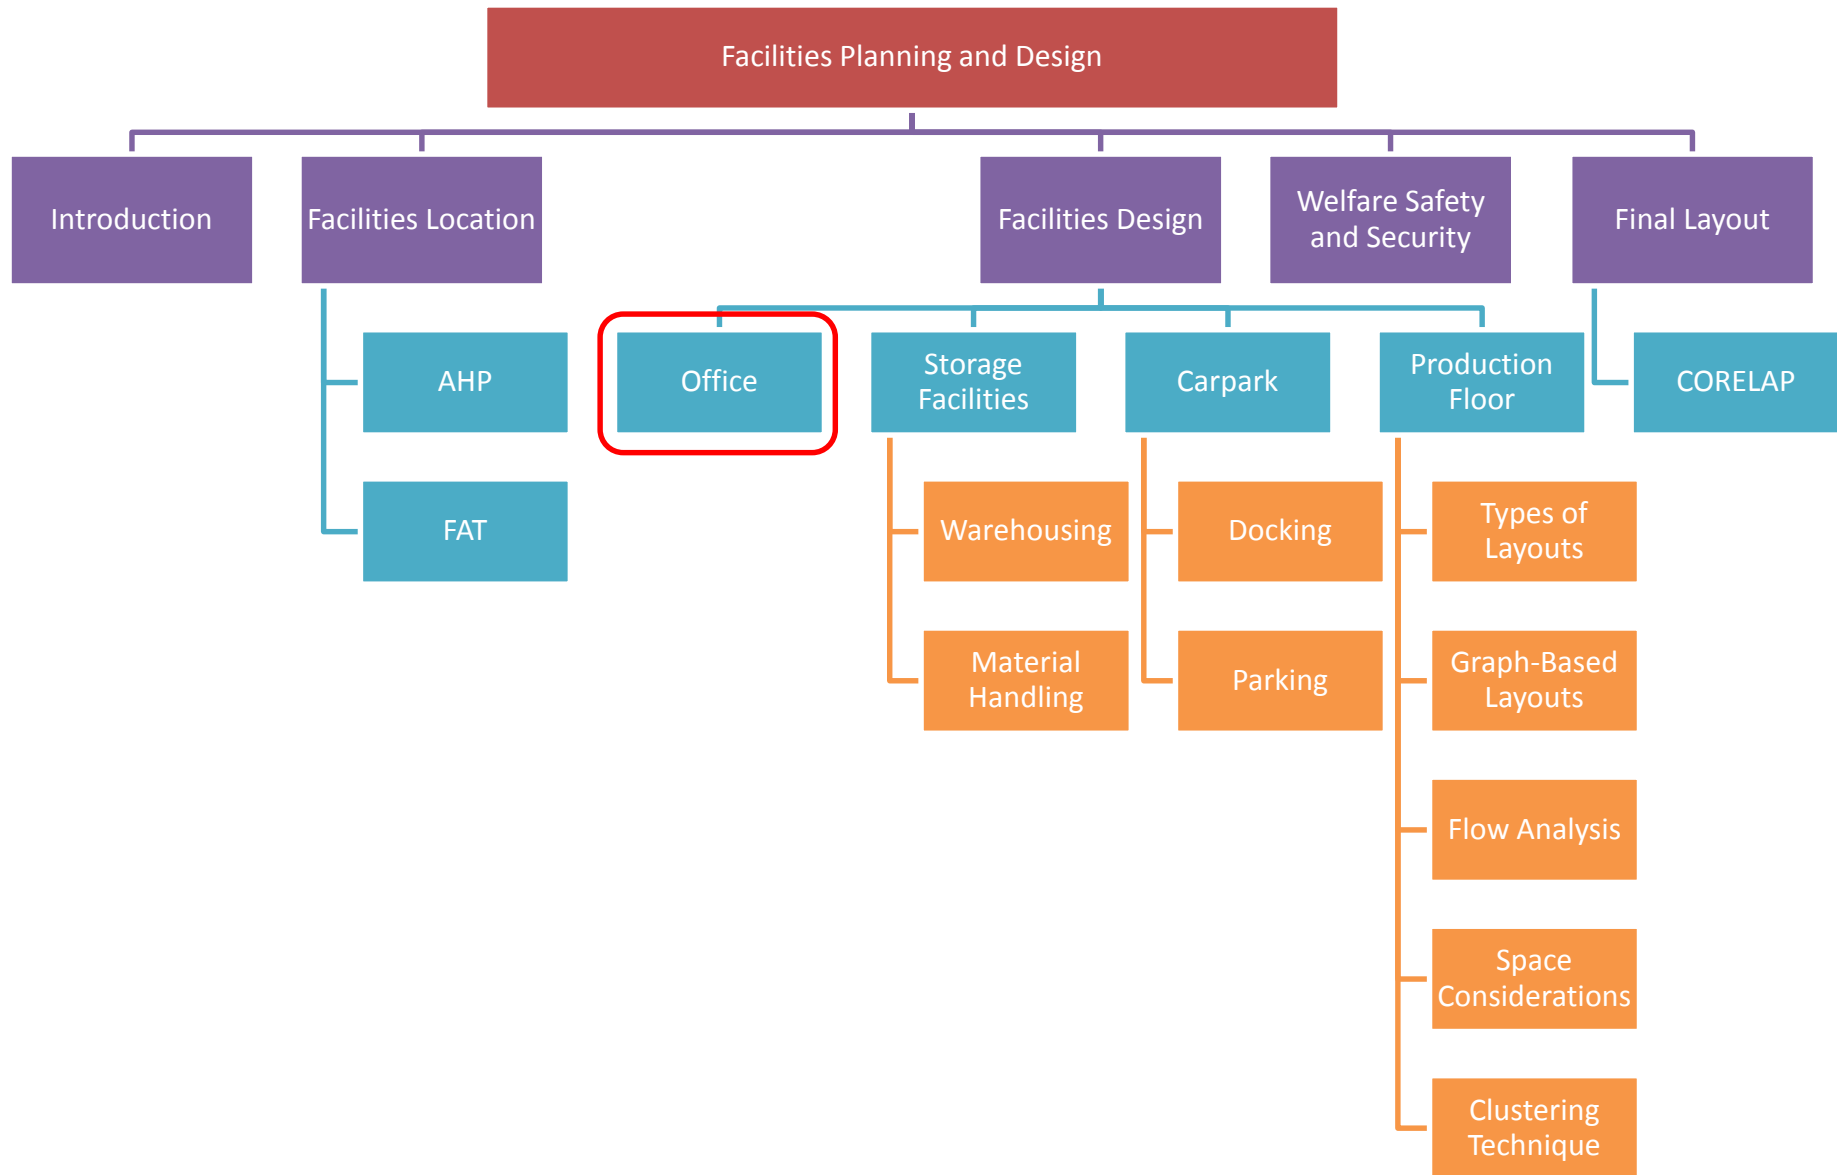 Facilities Planning and Design
Introduction
Facilities Location
Facilities Design
Welfare Safety
and Security
Final Layout
AHP
Office
Storage
Facilities
Carpark
Production
Floor
CORELAP
FAT
Warehousing
Docking
Types of
Layouts
Material
Handling
Parking
Graph-Based
Layouts
Flow Analysis
Space
Considerations
Clustering
Technique